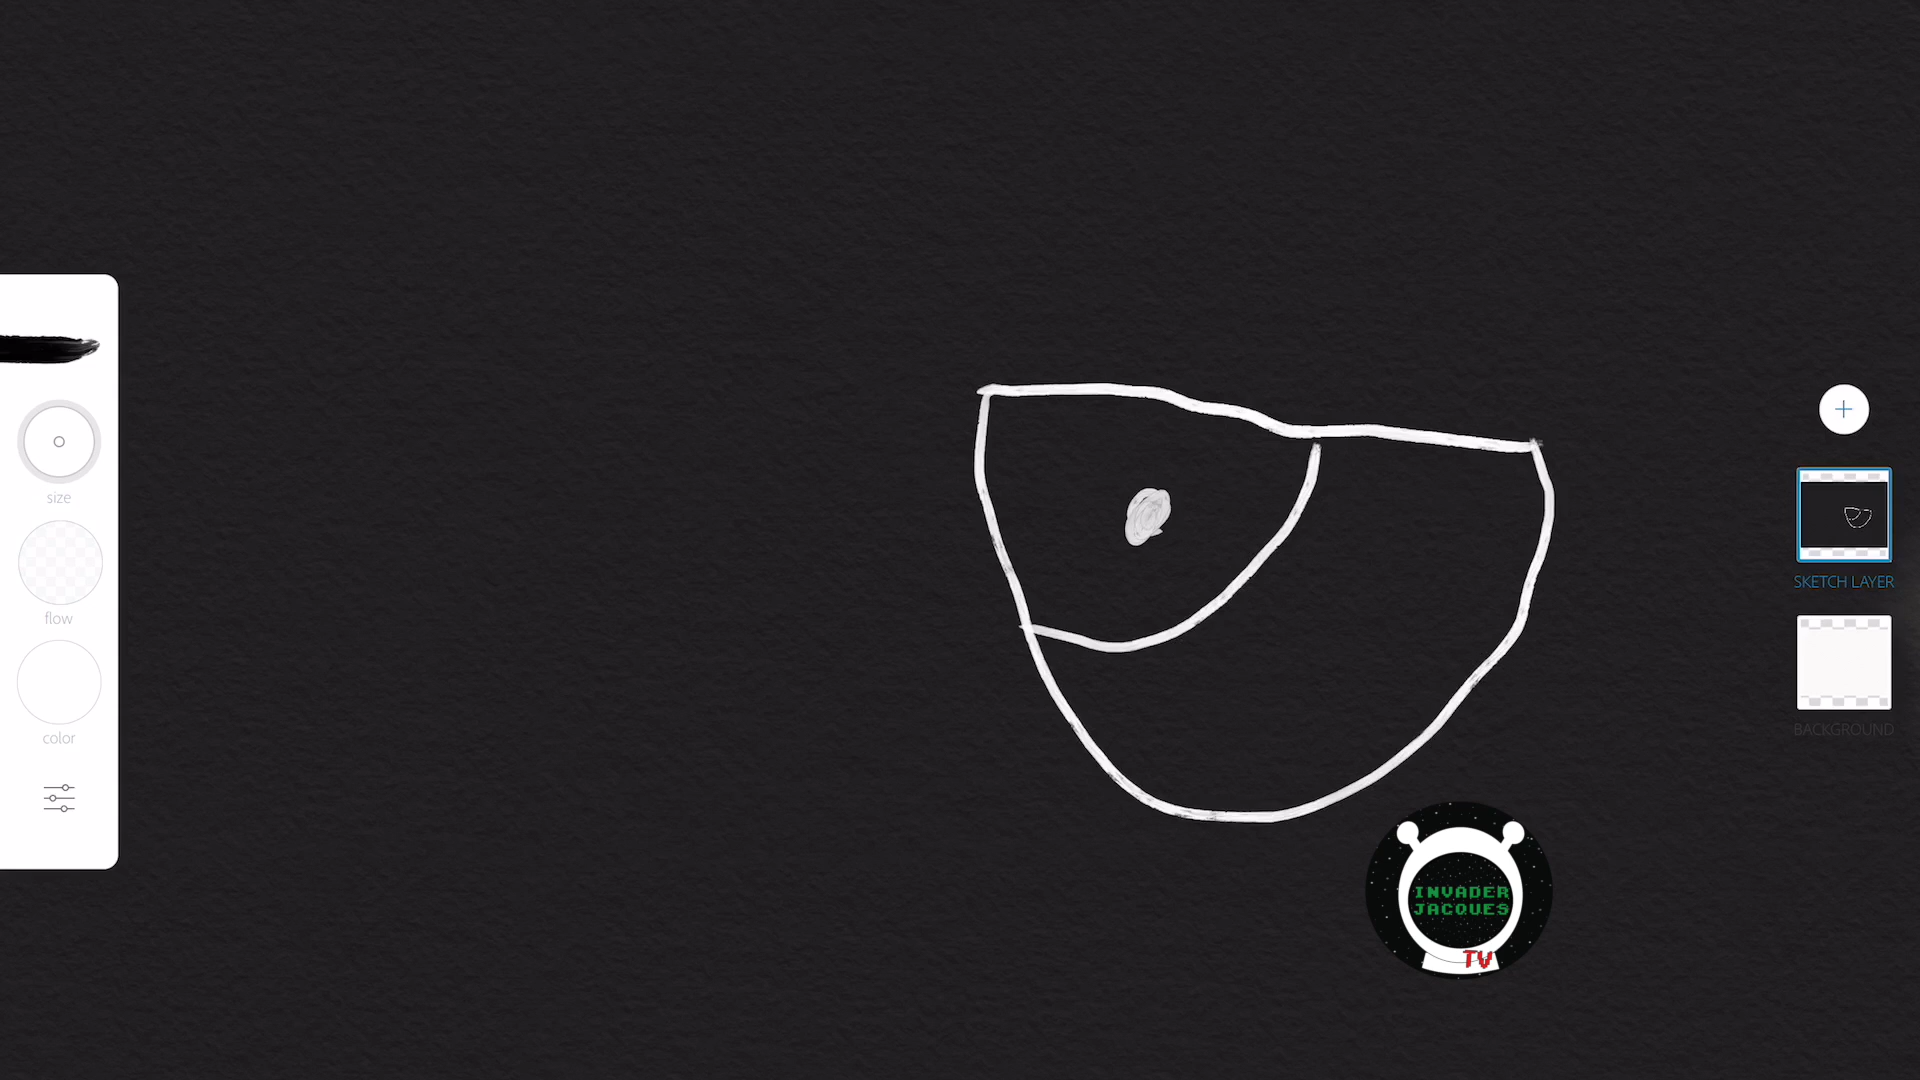 size
flow
color
SKETCH LAYER
BACKGROUND
INVADER
JACQUES
TV